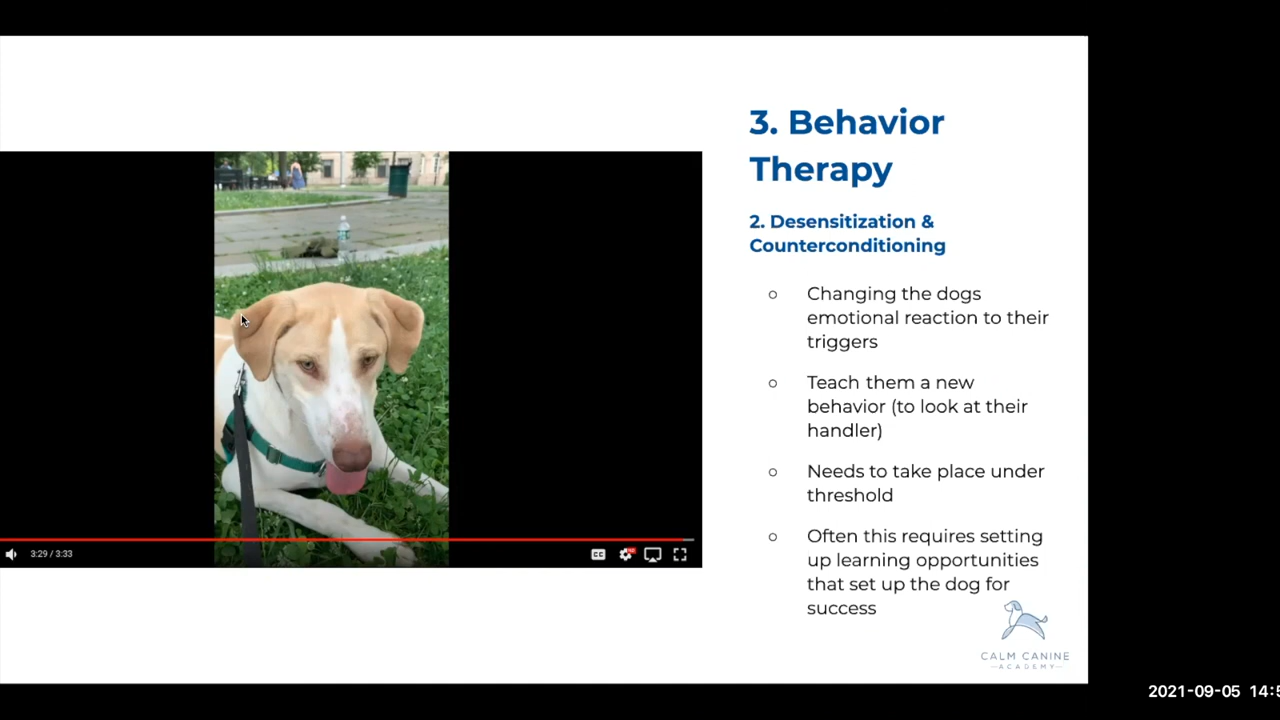 3. Behavior
Therapy
2. Desensitization &
Counterconditioning
○ Changing the dogs
emotional reaction to their
triggers
○ Teach them a new
behavior (to look at their
handler)
○ Needs to take place under
threshold
○ Often this requires setting
up learning opportunities
that set up the dog for
success
3:29 / 3:33
CC
CALM CANINE
ACADEMY
2021-09-05 14:5